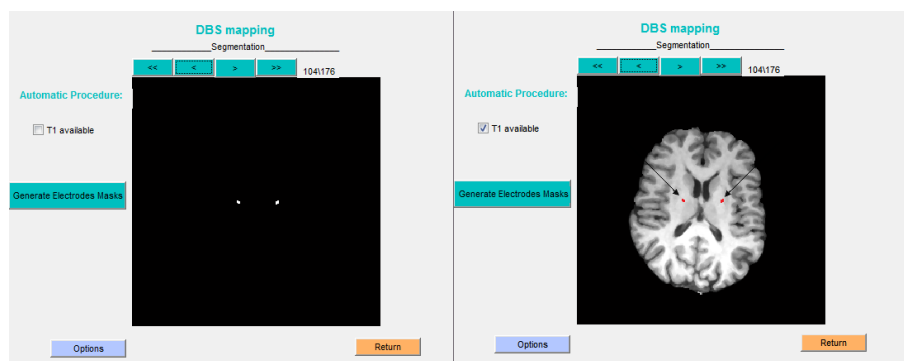 DBS mapping
Segmentation
<< < > >> 104\176
Automatic Procedure:
T1 available
Generate Electrodes Masks
Options Return
DBS mapping
Segmentation
<< < > >> 104\176
Automatic Procedure:
T1 available
Generate Electrodes Masks
Options Return